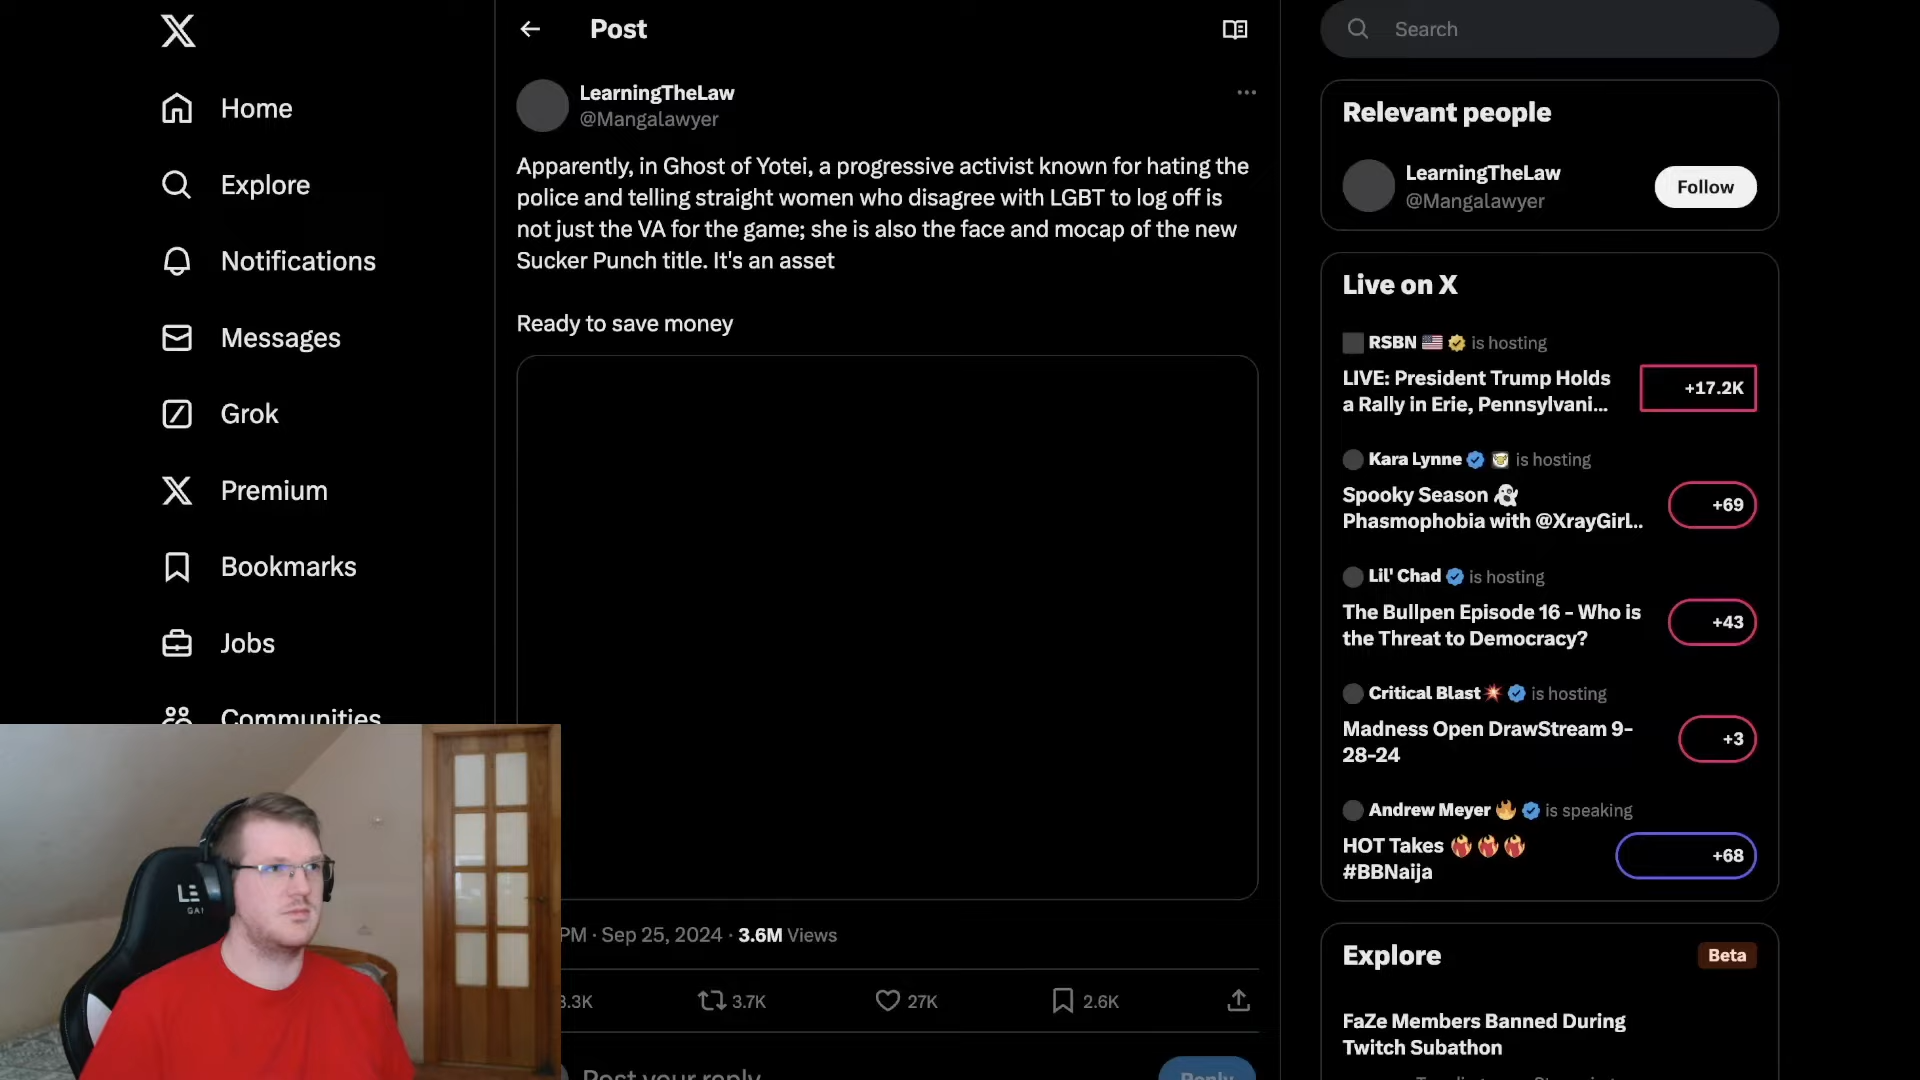 Home
Explore
Notifications
Messages
Grok
Premium
Bookmarks
Jobs
Communities
Post
LearningTheLaw
@Mangalawyer
Apparently, in Ghost of Yotei, a progressive activist known for hating the
police and telling straight women who disagree with LGBT to log off is
not just the VA for the game; she is also the face and mocap of the new
Sucker Punch title. It's an asset
Ready to save money
PM · Sep 25, 2024 · 3.6M Views
3.3K
3.7K
27K
2.6K
Post your reply
Reply
Search
Relevant people
LearningTheLaw
@Mangalawyer
Follow
Live on X
RSBN is hosting
LIVE: President Trump Holds
a Rally in Erie, Pennsylvani...
+17.2K
Kara Lynne is hosting
Spooky Season
Phasmophobia with @XrayGirl...
+69
Lil' Chad is hosting
The Bullpen Episode 16 - Who is
the Threat to Democracy?
+43
Critical Blast is hosting
Madness Open DrawStream 9-
28-24
+3
Andrew Meyer is speaking
HOT Takes
#BBNaija
+68
Explore
Beta
FaZe Members Banned During
Twitch Subathon